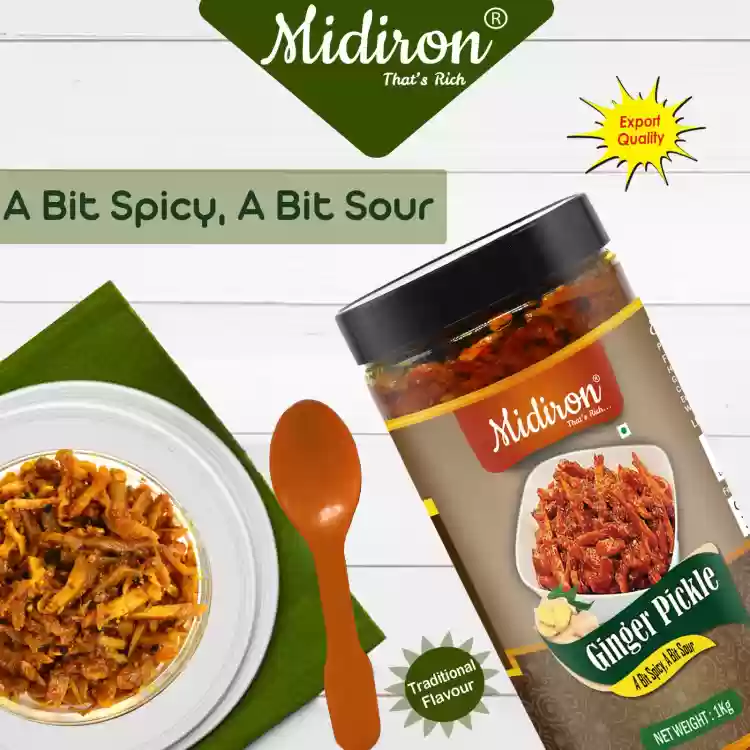 Midiron®
That's Rich
Export
Quality
A Bit Spicy, A Bit Sour
Midiron®
That's Rich...
Ginger Pickle
A Bit Spicy, A Bit Sour
NET WEIGHT : 1Kg
Traditional
Flavour